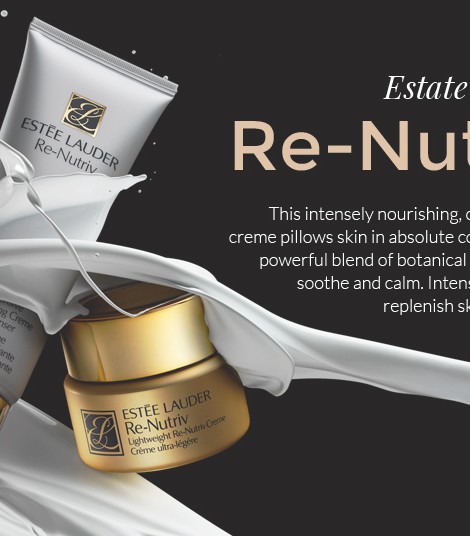 ESTĒE LAUDER
Re-Nutriv
Estate
Re-Nut
This intensely nourishing,
creme pillows skin in absolute
powerful blend of botanical
soothe and calm. Intens
replenish sk
ESTĒE LAUDER
Re-Nutriv
Lightweight Re-Nutriv Creme
Crème ultra-légère